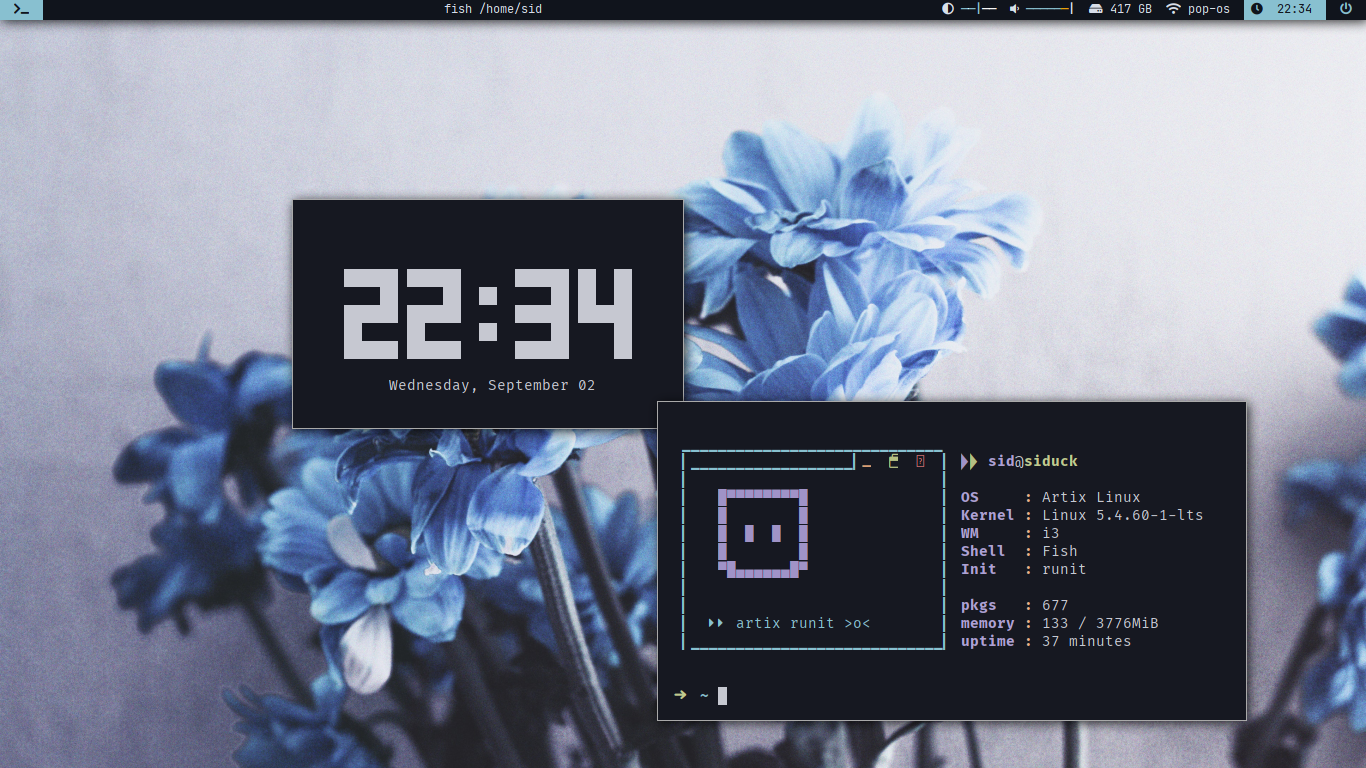 fish /home/sid
417 GB
pop-os
22:34
22:34
Wednesday, September 02
sid@siduck
OS : Artix Linux
Kernel : Linux 5.4.60-1-lts
WM : i3
Shell : Fish
Init : runit
pkgs : 677
memory : 133 / 3776MiB
uptime : 37 minutes
artix runit >o<
~